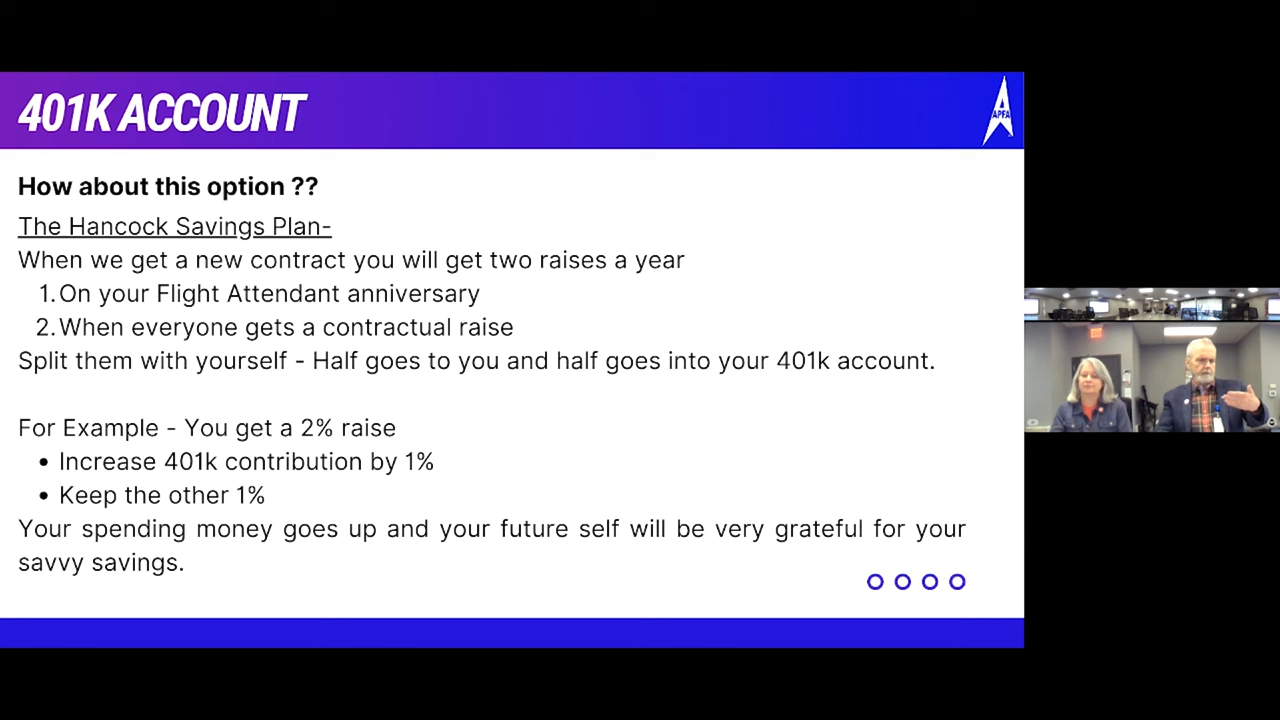 401K ACCOUNT
APFA
How about this option ??
The Hancock Savings Plan-
When we get a new contract you will get two raises a year
1. On your Flight Attendant anniversary
2. When everyone gets a contractual raise
Split them with yourself - Half goes to you and half goes into your 401k account.
For Example - You get a 2% raise
• Increase 401k contribution by 1%
• Keep the other 1%
Your spending money goes up and your future self will be very grateful for your
savvy savings.